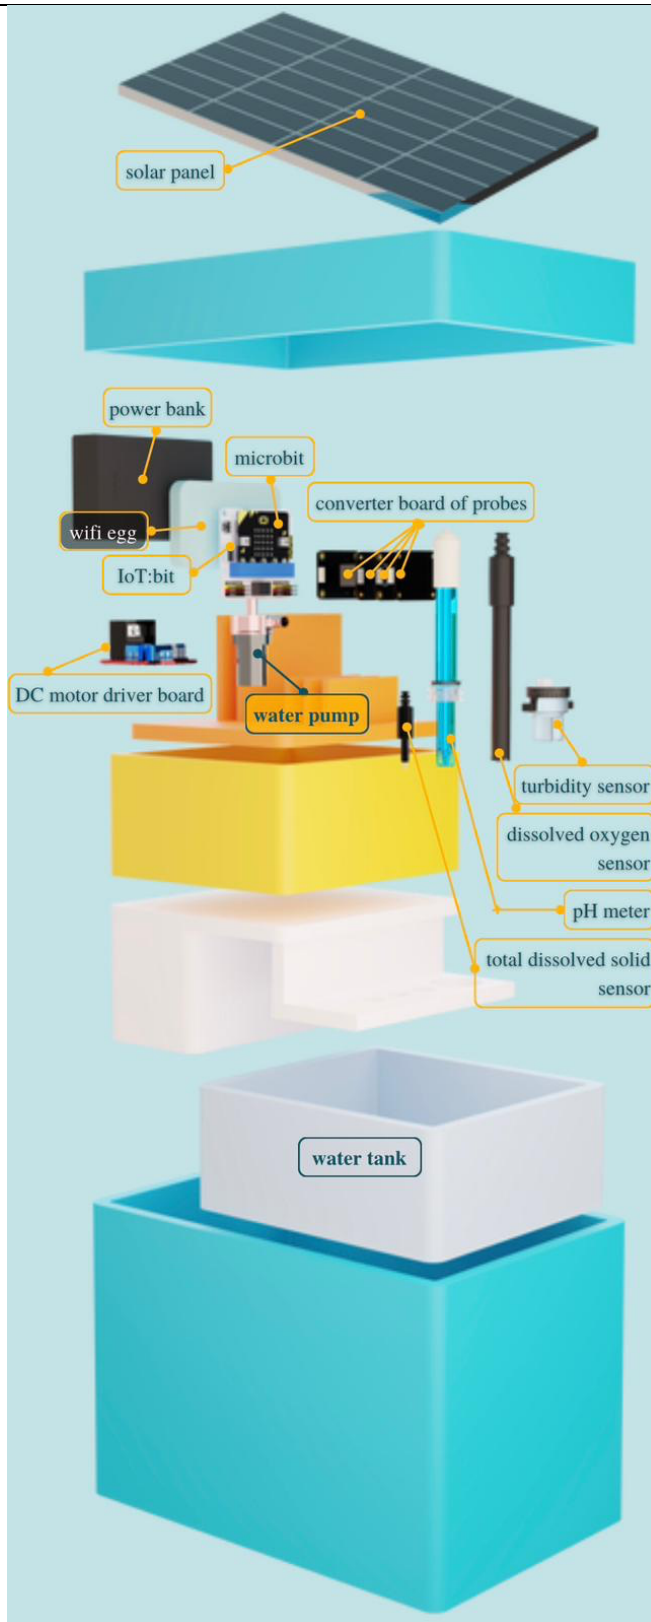 solar panel
power bank
microbit
converter board of probes
wifi egg
IoT:bit
DC motor driver board
water pump
turbidity sensor
dissolved oxygen
sensor
pH meter
total dissolved solid
sensor
water tank